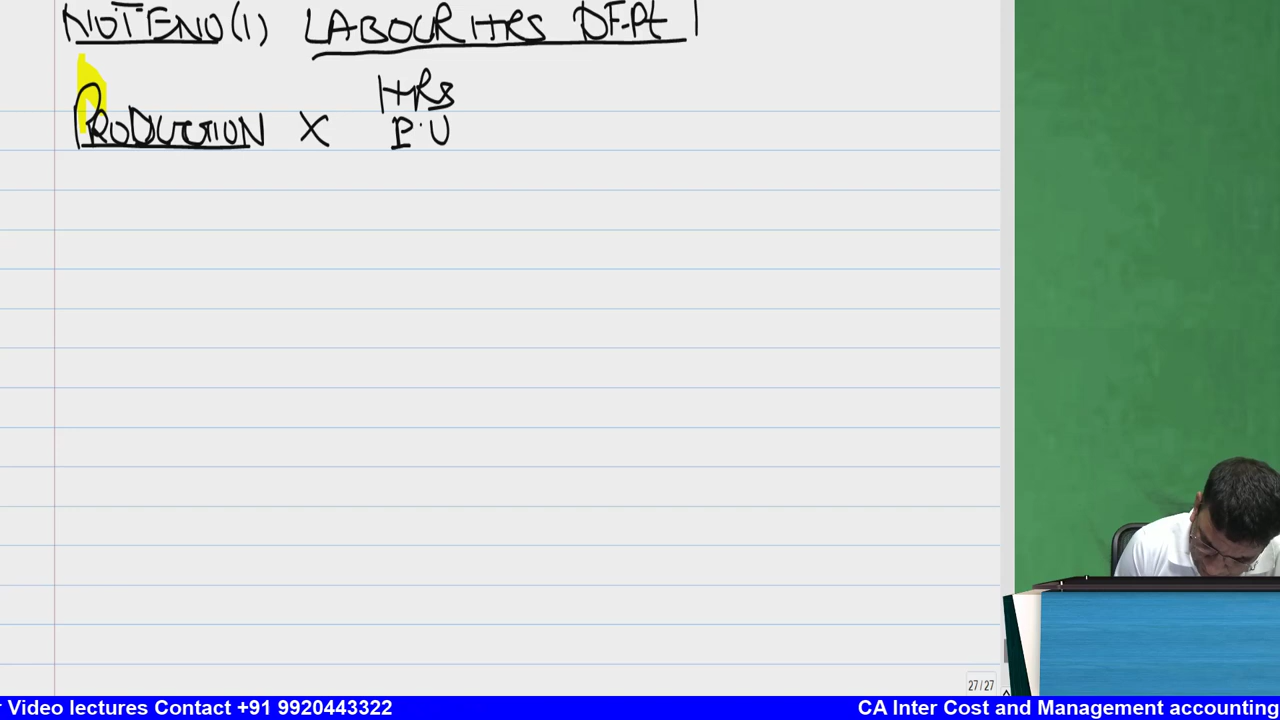 NOTE NO (1) LABOUR HRS DEPT 1
HRS
PRODUCTION X P.U
27/27
r Video lectures Contact +91 9920443322
CA Inter Cost and Management accounting